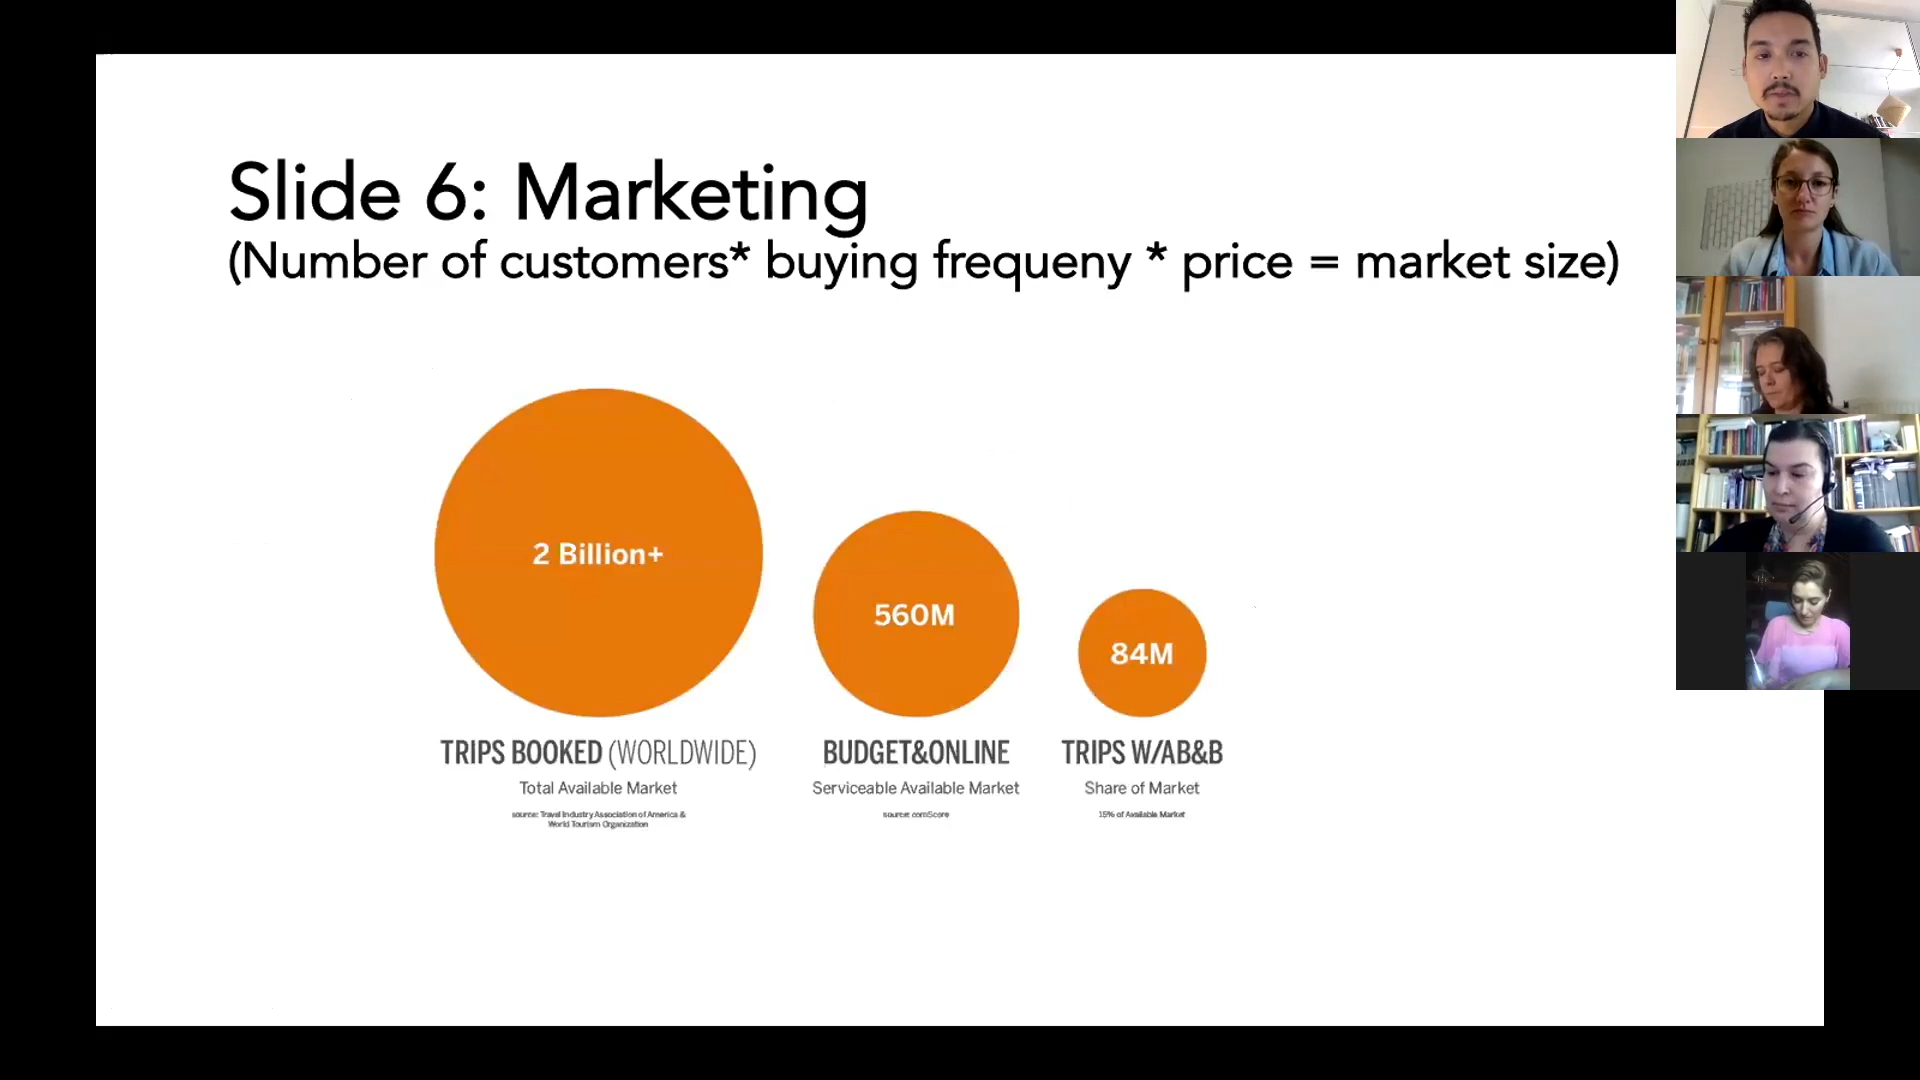 Slide 6: Marketing
(Number of customers* buying frequeny * price = market size)
2 Billion+
560M
84M
TRIPS BOOKED (WORLDWIDE)
Total Available Market
source: Travel Industry Association of America &
World Tourism Organization
BUDGET&ONLINE
Serviceable Available Market
source: comScore
TRIPS W/AB&B
Share of Market
15% of Available Market